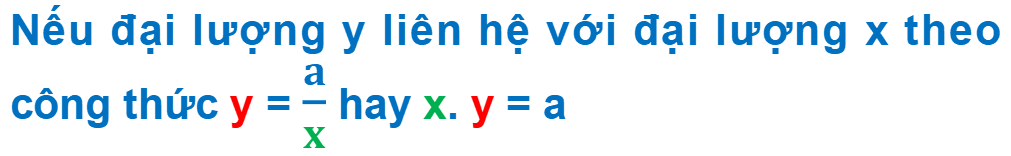 Nếu đại lượng y liên hệ với đại lượng x theo
công thức y = a/x hay x. y = a